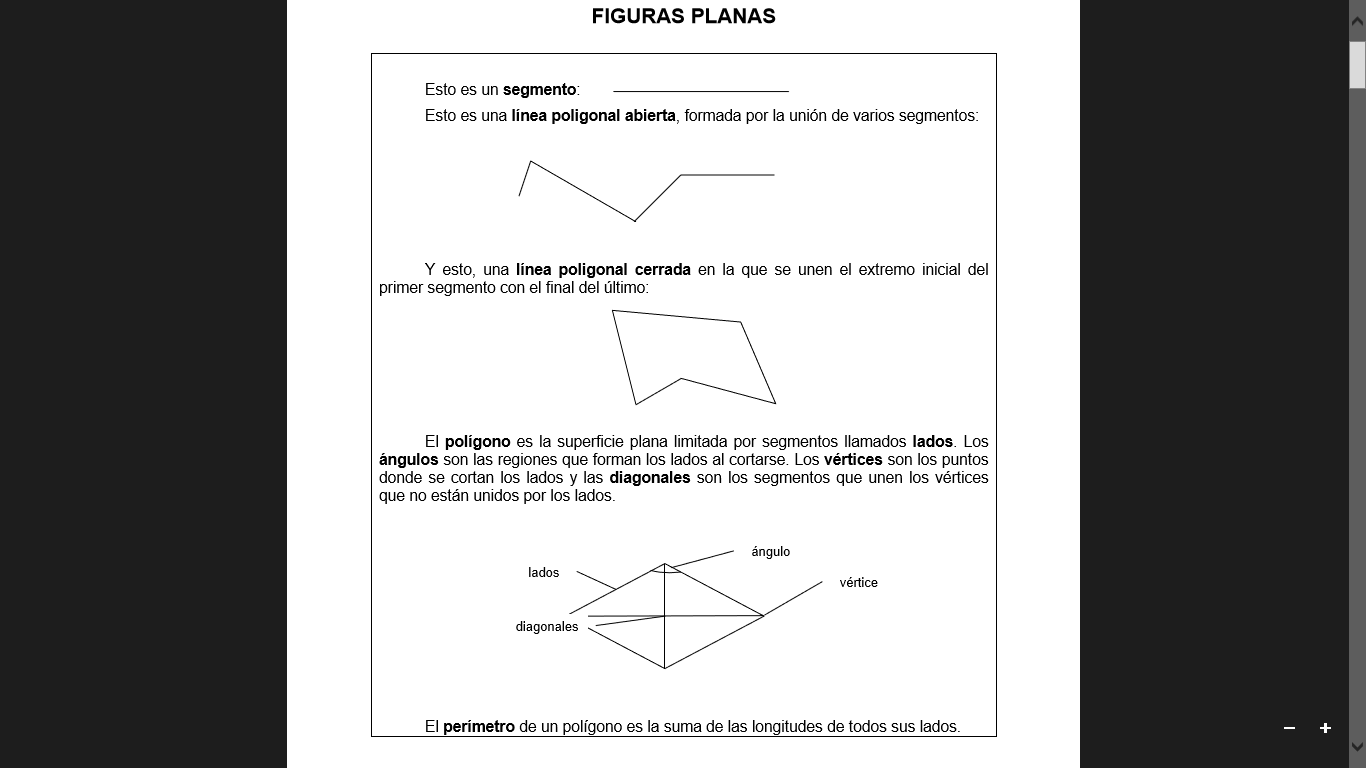 FIGURAS PLANAS
Esto es un segmento:
Esto es una línea poligonal abierta, formada por la unión de varios segmentos:
Y esto, una línea poligonal cerrada en la que se unen el extremo inicial del
primer segmento con el final del último:
El polígono es la superficie plana limitada por segmentos llamados lados. Los
ángulos son las regiones que forman los lados al cortarse. Los vértices son los puntos
donde se cortan los lados y las diagonales son los segmentos que unen los vértices
que no están unidos por los lados.
ángulo
lados
vértice
diagonales
El perímetro de un polígono es la suma de las longitudes de todos sus lados.